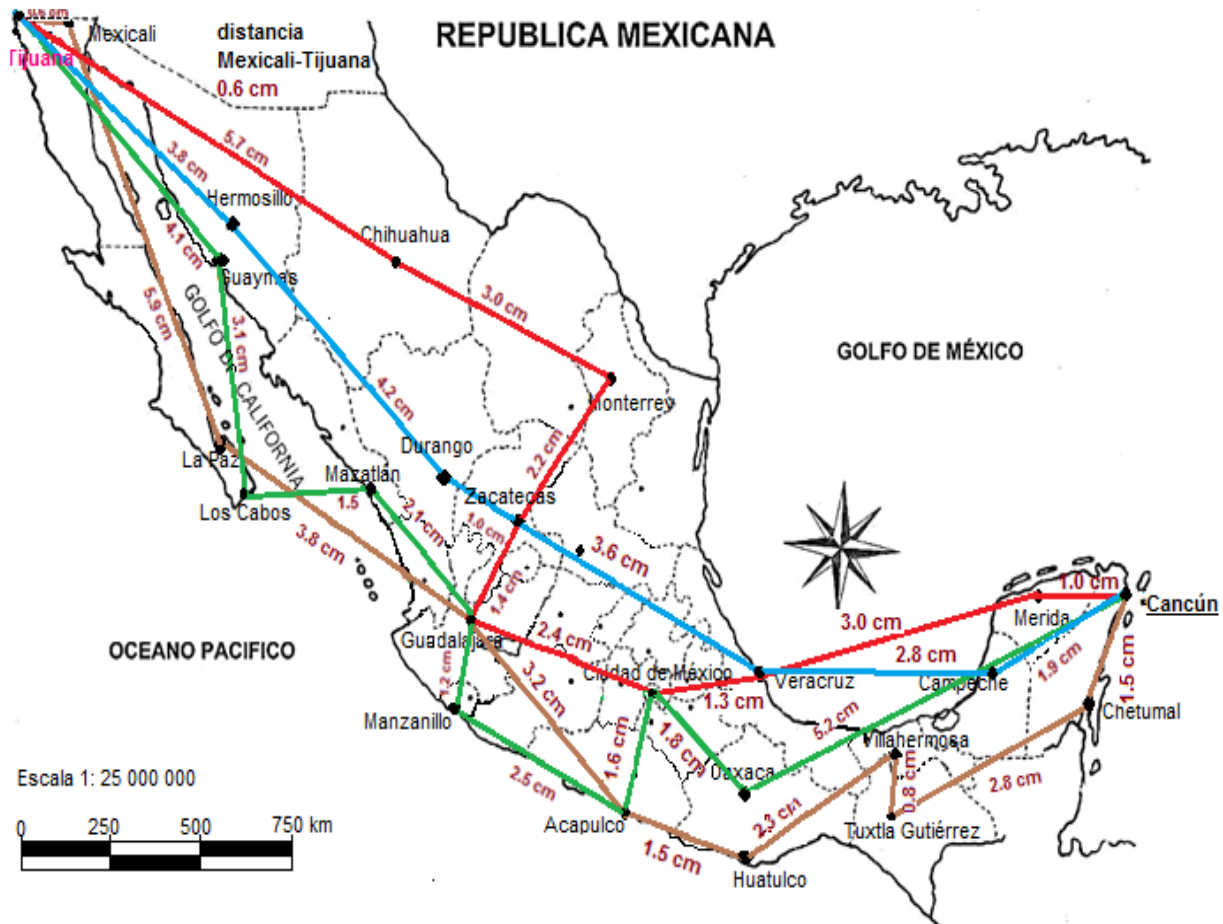 0.6 cm
Mexicali
distancia
Mexicali-Tijuana
0.6 cm
REPUBLICA MEXICANA
Tijuana
5.7 cm
3.8 cm
Hermosillo
Chihuahua
4.1 cm
Guaymas
3.0 cm
5.9 cm
GOLFO DE CALIFORNIA
3.1 cm
GOLFO DE MÉXICO
4.2 cm
Monterrey
Durango
2.2 cm
La Paz
Mazatlán
Zacatecas
Los Cabos
1.5
2.1 cm
1.0 cm
3.8 cm
3.6 cm
1.4 cm
1.0 cm
Merida
Cancún
3.0 cm
OCEANO PACIFICO
Guadalajara
2.4 cm
Ciudad de México
2.8 cm
1.9 cm
1.5 cm
Veracruz
Campeche
1.2 cm
3.2 cm
1.3 cm
Manzanillo
Chetumal
5.2 cm
1.6 cm
1.8 cm
Villahermosa
Oaxaca
Escala 1: 25 000 000
2.5 cm
0.8 cm
2.8 cm
0 250 500 750 km
Acapulco
2.3 cm
Tuxtla Gutiérrez
1.5 cm
Huatulco